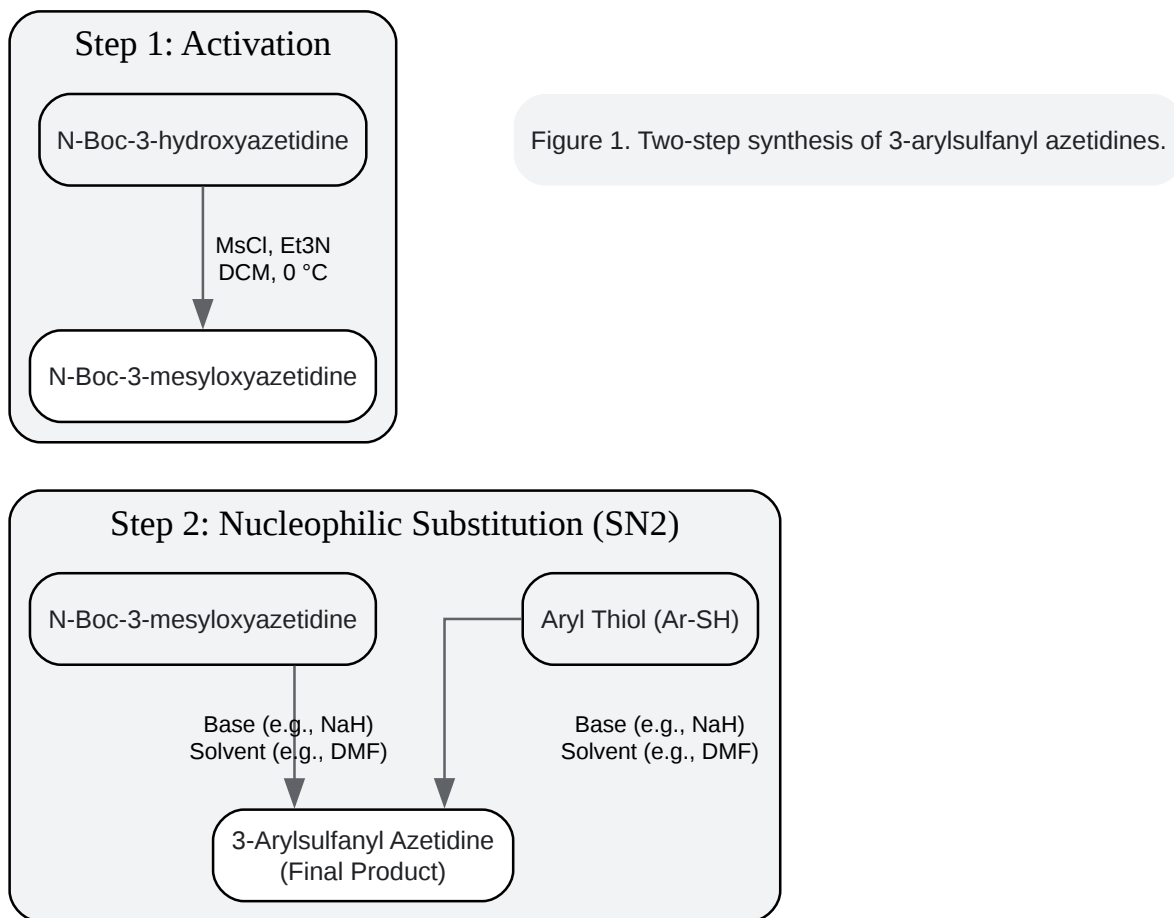 Step 1: Activation
N-Boc-3-hydroxyazetidine
Figure 1. Two-step synthesis of 3-arylsulfanyl azetidines.
MsCl, Et3N
DCM, 0 °C
N-Boc-3-mesyloxyazetidine
Step 2: Nucleophilic Substitution (SN2)
N-Boc-3-mesyloxyazetidine
Aryl Thiol (Ar-SH)
Base (e.g., NaH)
Solvent (e.g., DMF)
Base (e.g., NaH)
Solvent (e.g., DMF)
3-Arylsulfanyl Azetidine
(Final Product)